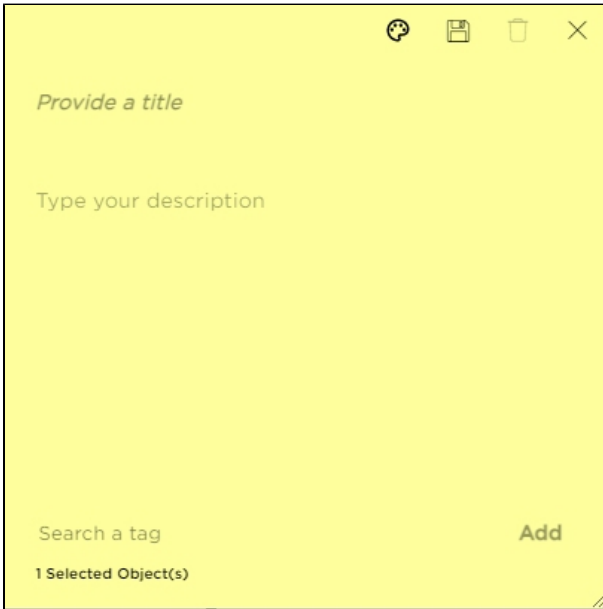 Provide a title
Type your description
Search a tag
Add
1 Selected Object(s)